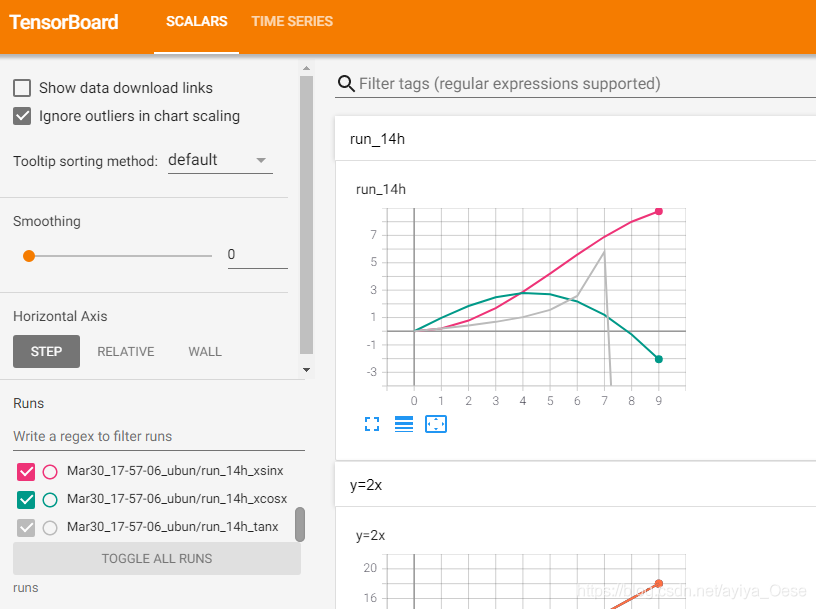 TensorBoard
SCALARS
TIME SERIES
Show data download links
Ignore outliers in chart scaling
Tooltip sorting method:
default
Smoothing
0
Horizontal Axis
STEP
RELATIVE
WALL
Runs
Write a regex to filter runs
Mar30_17-57-06_ubun/run_14h_xsinx
Mar30_17-57-06_ubun/run_14h_xcosx
Mar30_17-57-06_ubun/run_14h_tanx
TOGGLE ALL RUNS
runs
Filter tags (regular expressions supported)
run_14h
run_14h
7
5
3
1
-1
-3
0 1 2 3 4 5 6 7 8 9
y=2x
y=2x
20
16
https://blog.csdn.net/ayiya_Oese